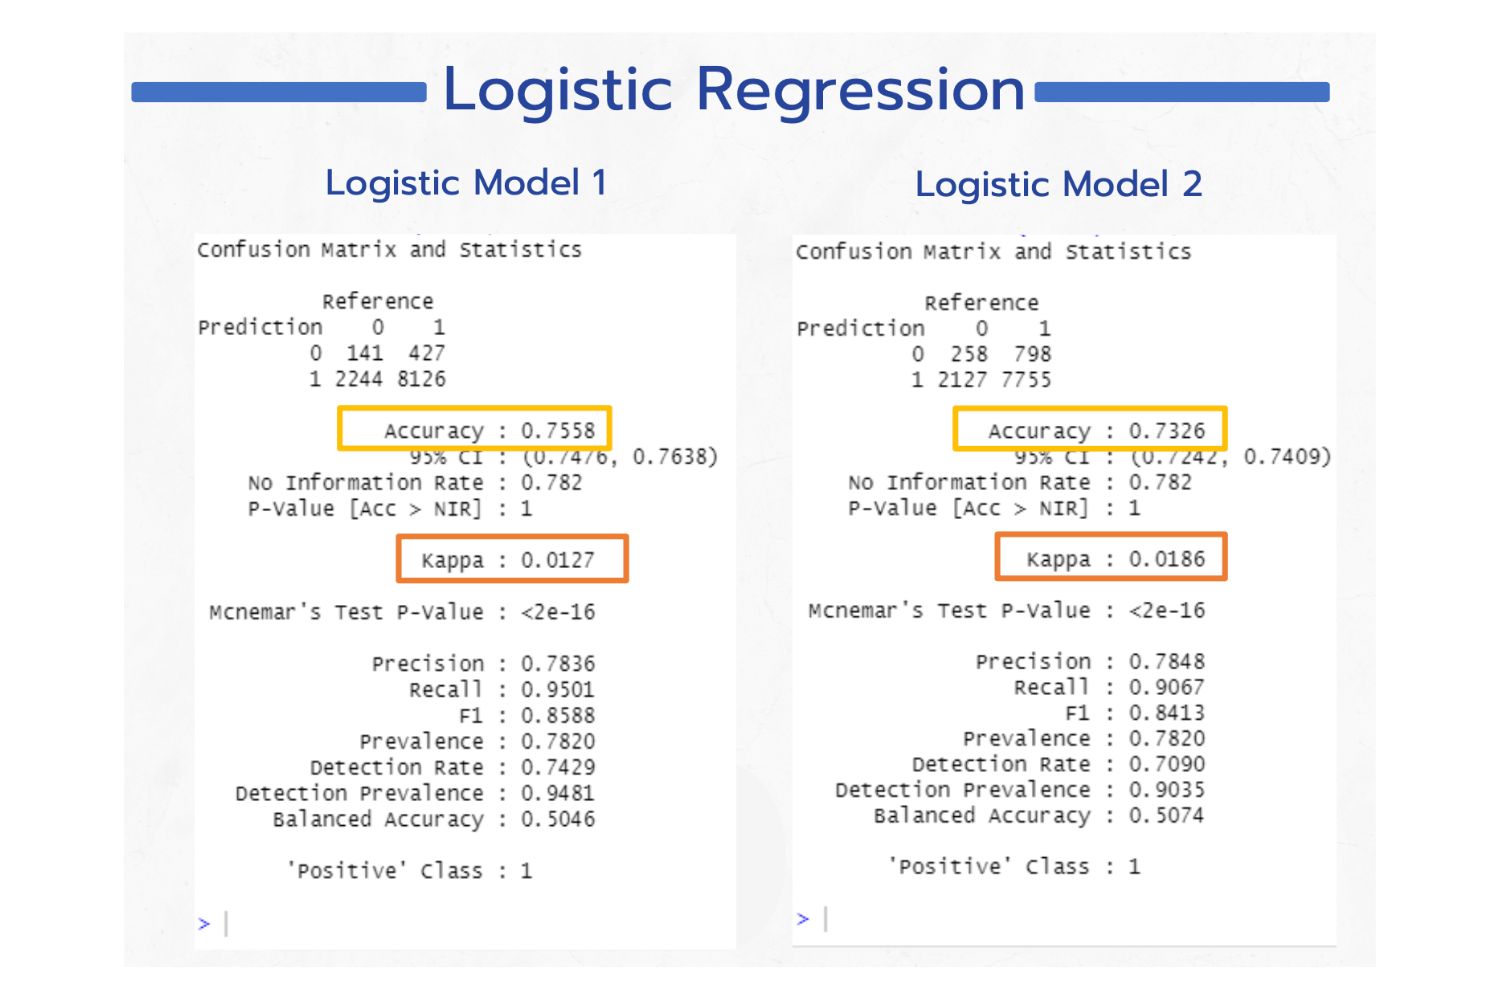 Logistic Regression
Logistic Model 1
Confusion Matrix and Statistics
Reference
Prediction 0 1
0 141 427
1 2244 8126
Accuracy : 0.7558
95% CI : (0.7476, 0.7638)
No Information Rate : 0.782
P-Value [Acc > NIR] : 1
Kappa : 0.0127
Mcnemar's Test P-Value : <2e-16
Precision : 0.7836
Recall : 0.9501
F1 : 0.8588
Prevalence : 0.7820
Detection Rate : 0.7429
Detection Prevalence : 0.9481
Balanced Accuracy : 0.5046
'Positive' Class : 1
>
Logistic Model 2
Confusion Matrix and Statistics
Reference
Prediction 0 1
0 258 798
1 2127 7755
Accuracy : 0.7326
95% CI : (0.7242, 0.7409)
No Information Rate : 0.782
P-Value [Acc > NIR] : 1
Kappa : 0.0186
Mcnemar's Test P-Value : <2e-16
Precision : 0.7848
Recall : 0.9067
F1 : 0.8413
Prevalence : 0.7820
Detection Rate : 0.7090
Detection Prevalence : 0.9035
Balanced Accuracy : 0.5074
'Positive' Class : 1
>